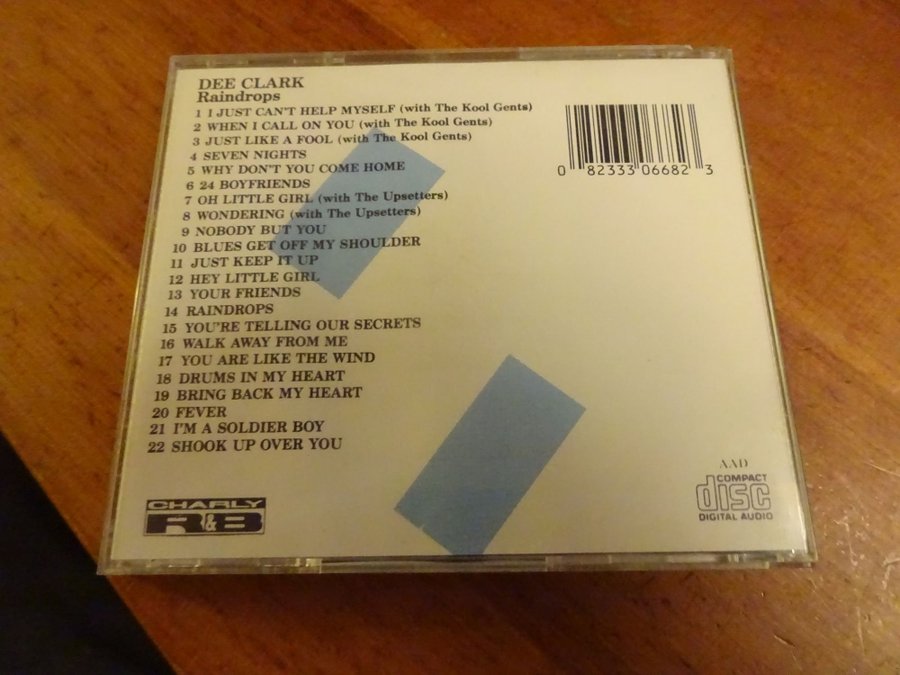 DEE CLARK
Raindrops
1 I JUST CAN'T HELP MYSELF (with The Kool Gents)
2 WHEN I CALL ON YOU (with The Kool Gents)
3 JUST LIKE A FOOL (with The Kool Gents)
4 SEVEN NIGHTS
5 WHY DON'T YOU COME HOME
6 24 BOYFRIENDS
7 OH LITTLE GIRL (with The Upsetters)
8 WONDERING (with The Upsetters)
9 NOBODY BUT YOU
10 BLUES GET OFF MY SHOULDER
11 JUST KEEP IT UP
12 HEY LITTLE GIRL
13 YOUR FRIENDS
14 RAINDROPS
15 YOU'RE TELLING OUR SECRETS
16 WALK AWAY FROM ME
17 YOU ARE LIKE THE WIND
18 DRUMS IN MY HEART
19 BRING BACK MY HEART
20 FEVER
21 I'M A SOLDIER BOY
22 SHOOK UP OVER YOU
0 82333 06682 3
CHARLY
R&B
AAD
COMPACT
disc
DIGITAL AUDIO